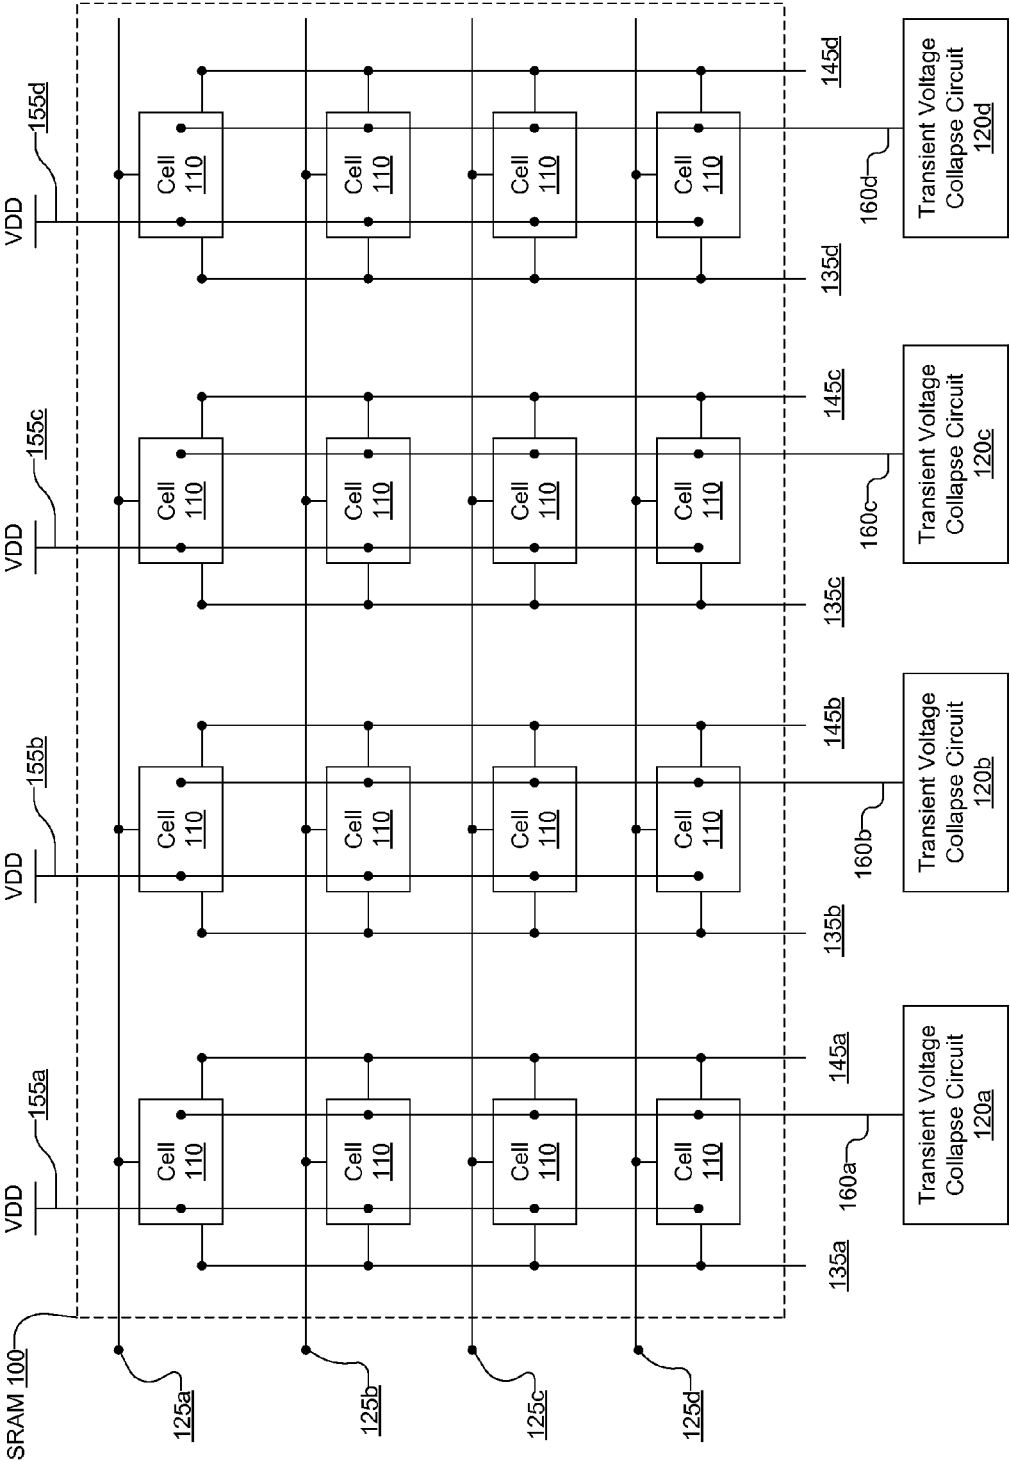 SRAM 100
VDD
VDD
VDD
VDD
155a
155b
155c
155d
125a
Cell
110
Cell
110
Cell
110
Cell
110
125b
Cell
110
Cell
110
Cell
110
Cell
110
125c
Cell
110
Cell
110
Cell
110
Cell
110
125d
Cell
110
Cell
110
Cell
110
Cell
110
135a
145a
135b
145b
135c
145c
135d
145d
160a
160b
160c
160d
Transient Voltage
Collapse Circuit
120a
Transient Voltage
Collapse Circuit
120b
Transient Voltage
Collapse Circuit
120c
Transient Voltage
Collapse Circuit
120d